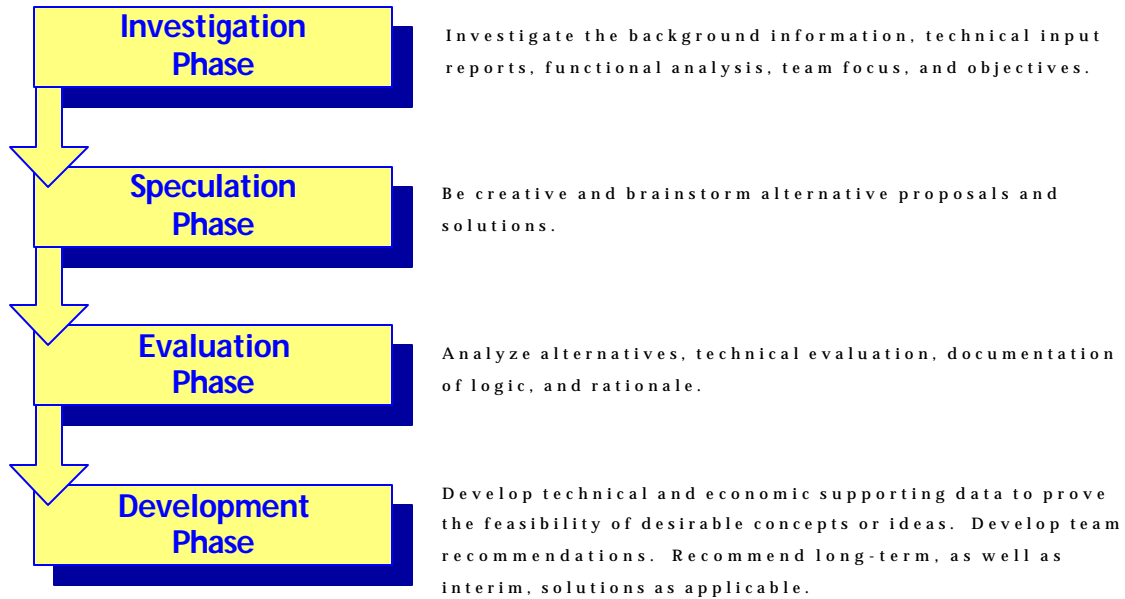 Investigation
Phase
Investigate the background information, technical input
reports, functional analysis, team focus, and objectives.
Speculation
Phase
Be creative and brainstorm alternative proposals and
solutions.
Evaluation
Phase
Analyze alternatives, technical evaluation, documentation
of logic, and rationale.
Development
Phase
Develop technical and economic supporting data to prove
the feasibility of desirable concepts or ideas. Develop team
recommendations. Recommend long-term, as well as
interim, solutions as applicable.